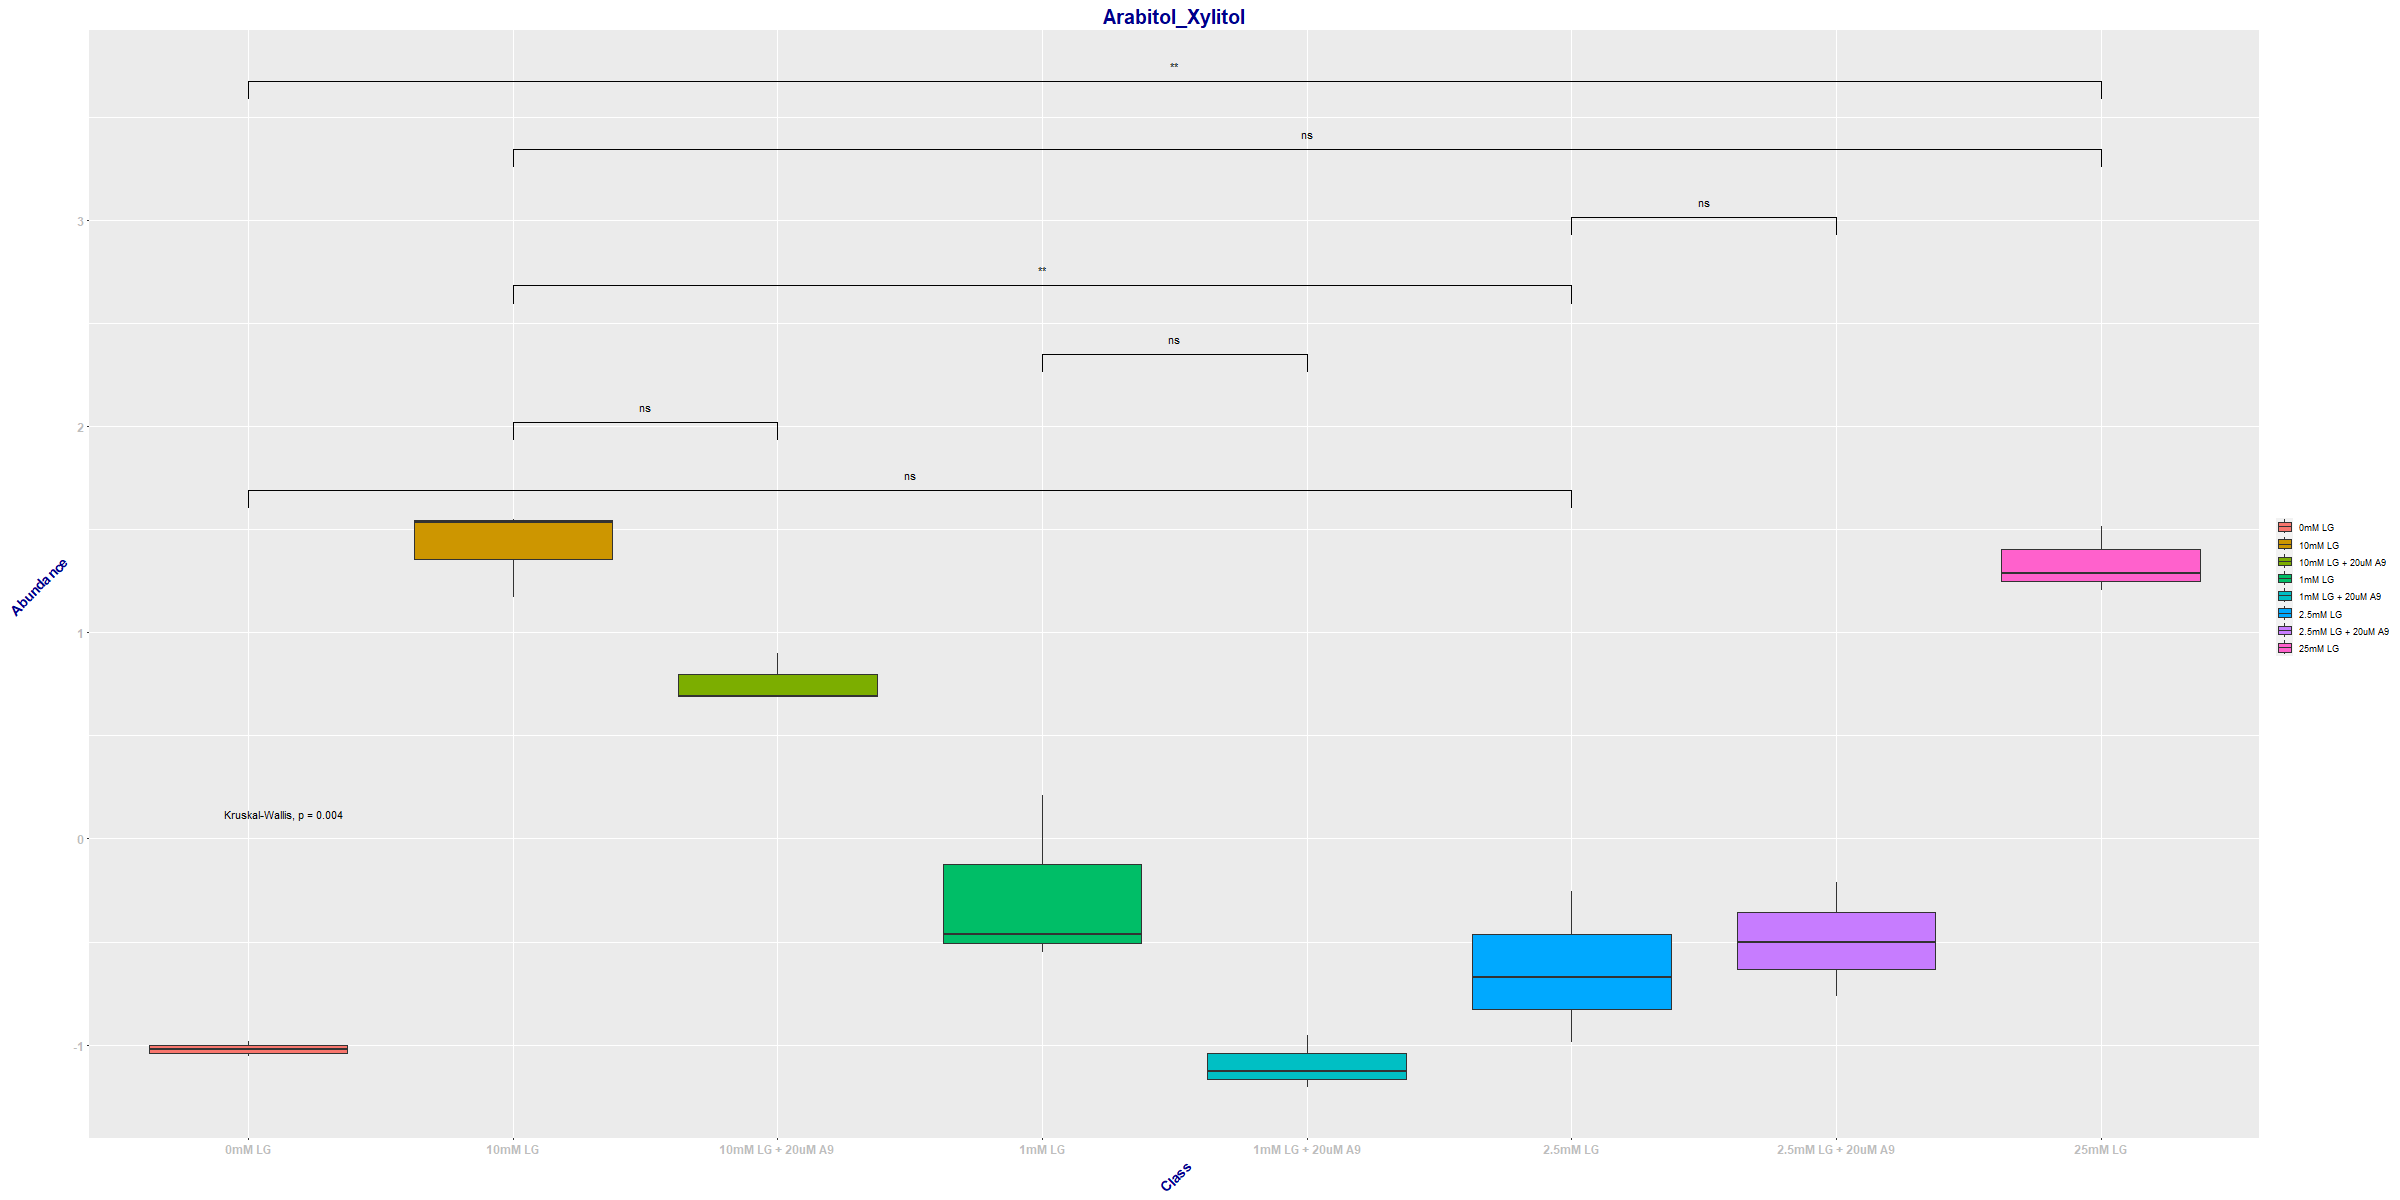 Arabitol_Xylitol
**
ns
ns
**
ns
ns
ns
3
2
1
0
-1
Abundance
Kruskal-Wallis, p = 0.004
0mM LG
10mM LG
10mM LG + 20uM A9
1mM LG
1mM LG + 20uM A9
2.5mM LG
2.5mM LG + 20uM A9
25mM LG
Class
0mM LG
10mM LG
10mM LG + 20uM A9
1mM LG
1mM LG + 20uM A9
2.5mM LG
2.5mM LG + 20uM A9
25mM LG